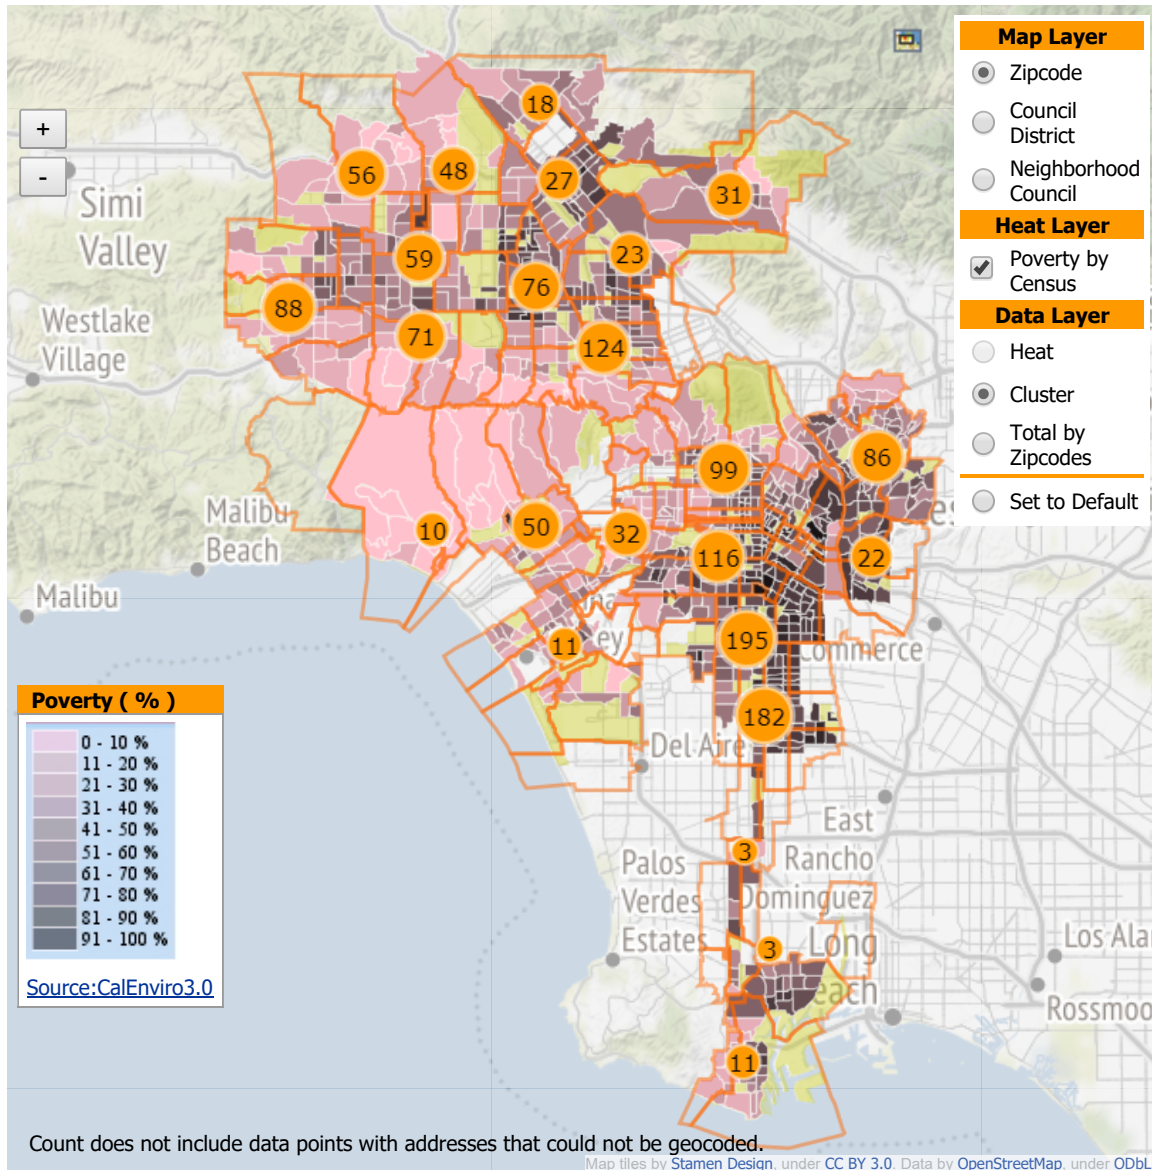 Map Layer
Zipcode
Council
District
Neighborhood
Council
Heat Layer
Poverty by
Census
Data Layer
Heat
Cluster
Total by
Zipcodes
Set to Default
+
-
18
56
48
27
31
Simi
Valley
59
23
76
88
Westlake
Village
71
124
99
86
Malibu
Beach
10
50
32
116
22
Malibu
11
ey
195
Commerce
182
Del Aire
Poverty ( % )
0 - 10 %
11 - 20 %
21 - 30 %
31 - 40 %
41 - 50 %
51 - 60 %
61 - 70 %
71 - 80 %
81 - 90 %
91 - 100 %
Source:CalEnviro3.0
East
Rancho
Dominguez
3
Palos
Verdes
Estates
3
Long
each
Los Ala
Rossmoo
11
Count does not include data points with addresses that could not be geocoded.
Map tiles by Stamen Design, under CC BY 3.0. Data by OpenStreetMap, under ODbL